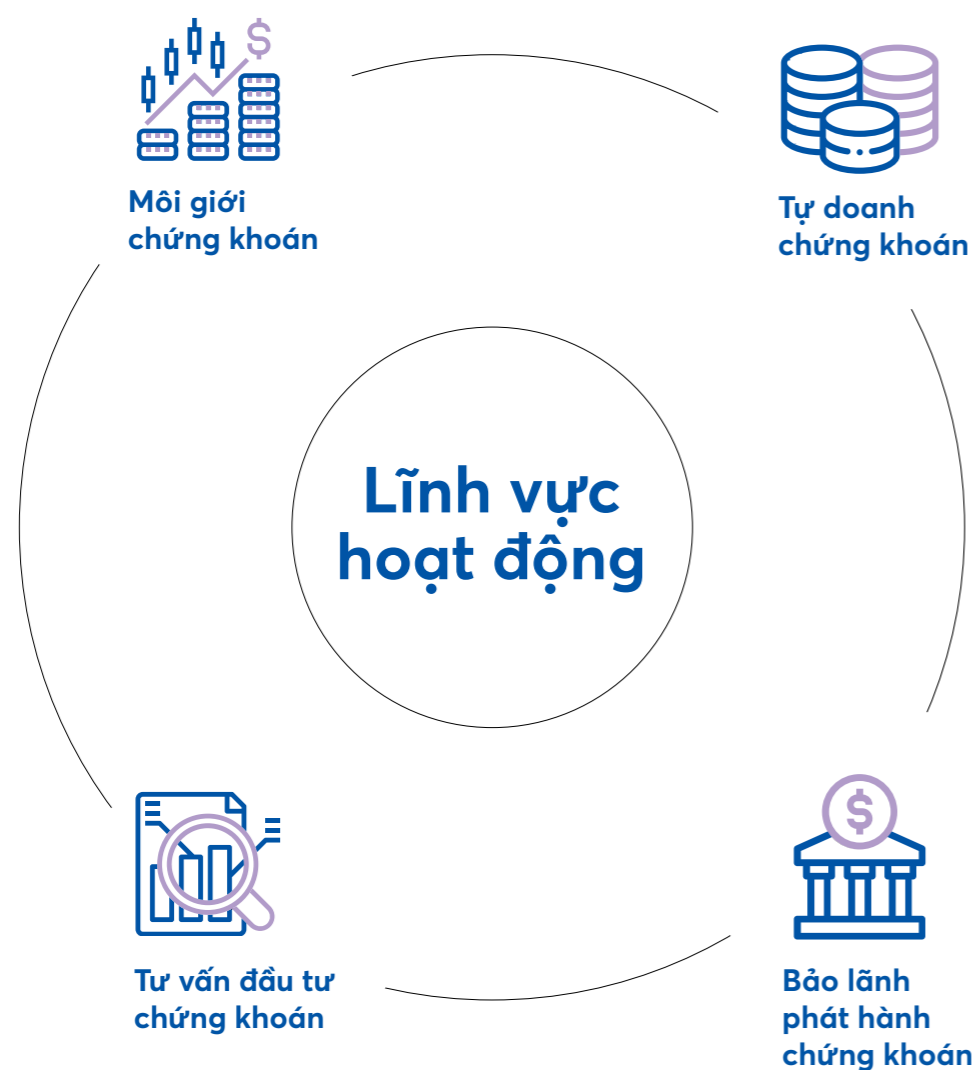 $
Môi giới
chứng khoán
Tự doanh
chứng khoán
Lĩnh vực
hoạt động
Tư vấn đầu tư
chứng khoán
$
Bảo lãnh
phát hành
chứng khoán